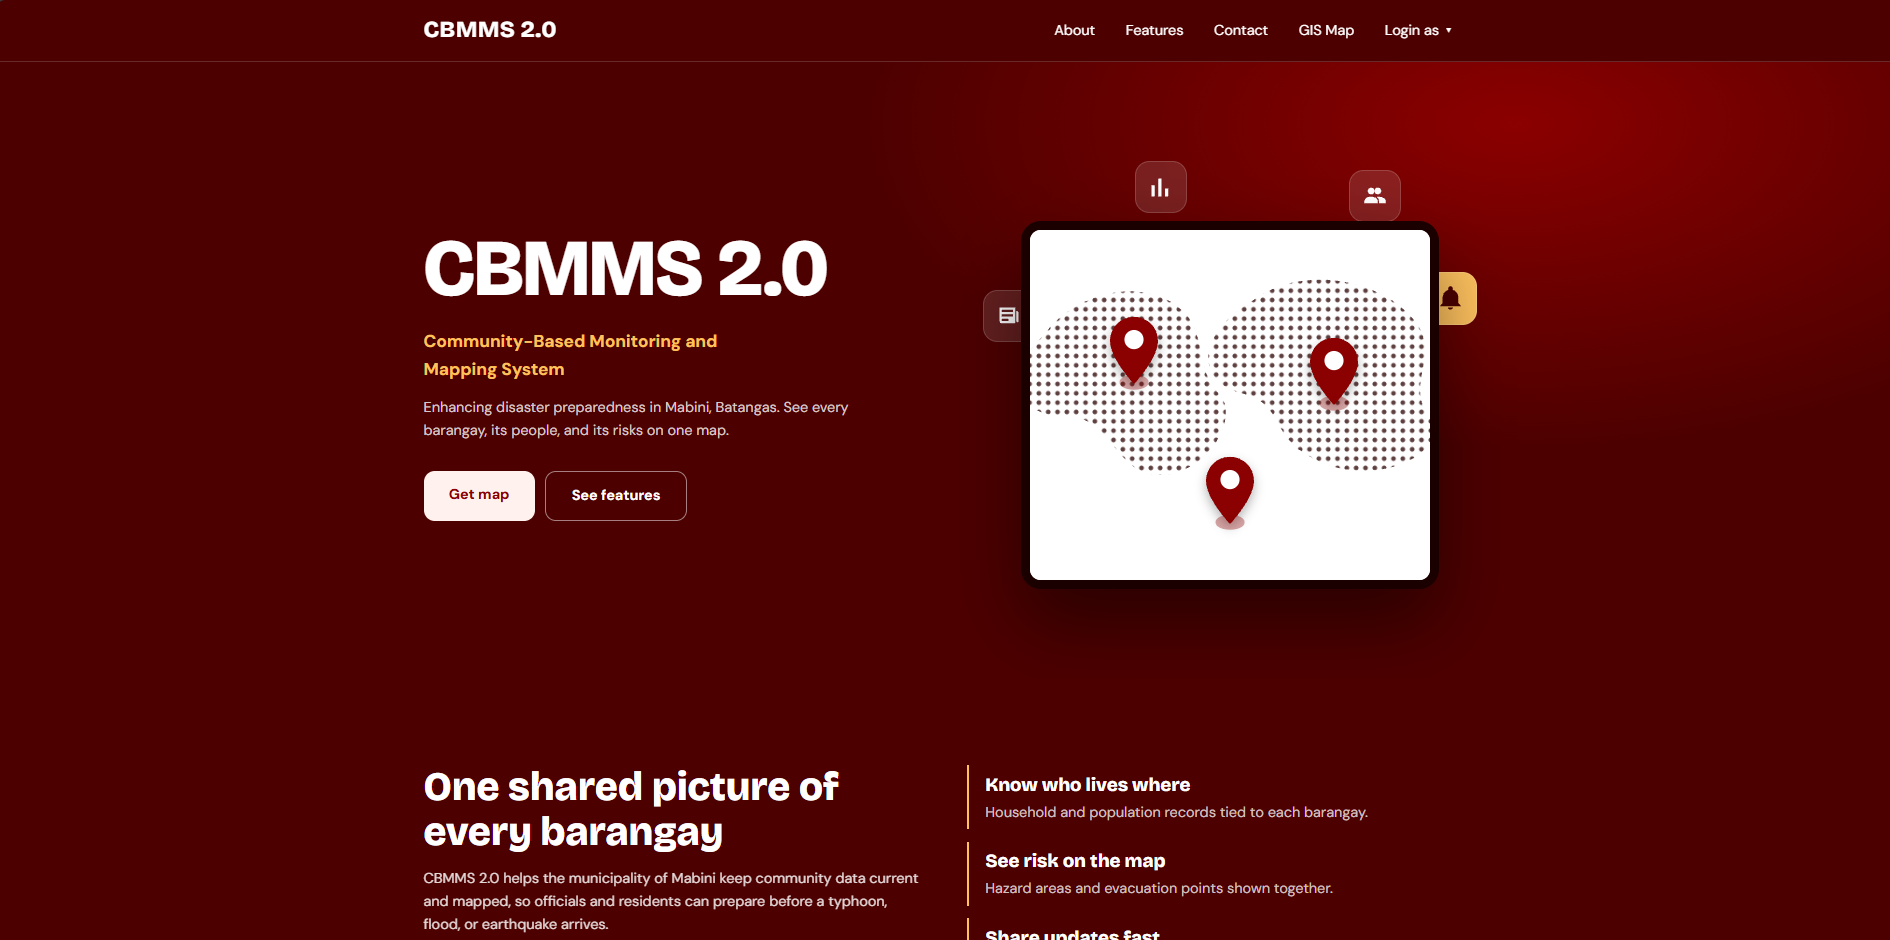 CBMMS 2.0
About
Features
Contact
GIS Map
Login as
CBMMS 2.0
Community-Based Monitoring and
Mapping System
Enhancing disaster preparedness in Mabini, Batangas. See every
barangay, its people, and its risks on one map.
Get map
See features
One shared picture of
every barangay
CBMMS 2.0 helps the municipality of Mabini keep community data current
and mapped, so officials and residents can prepare before a typhoon,
flood, or earthquake arrives.
Know who lives where
Household and population records tied to each barangay.
See risk on the map
Hazard areas and evacuation points shown together.
Share updates fast